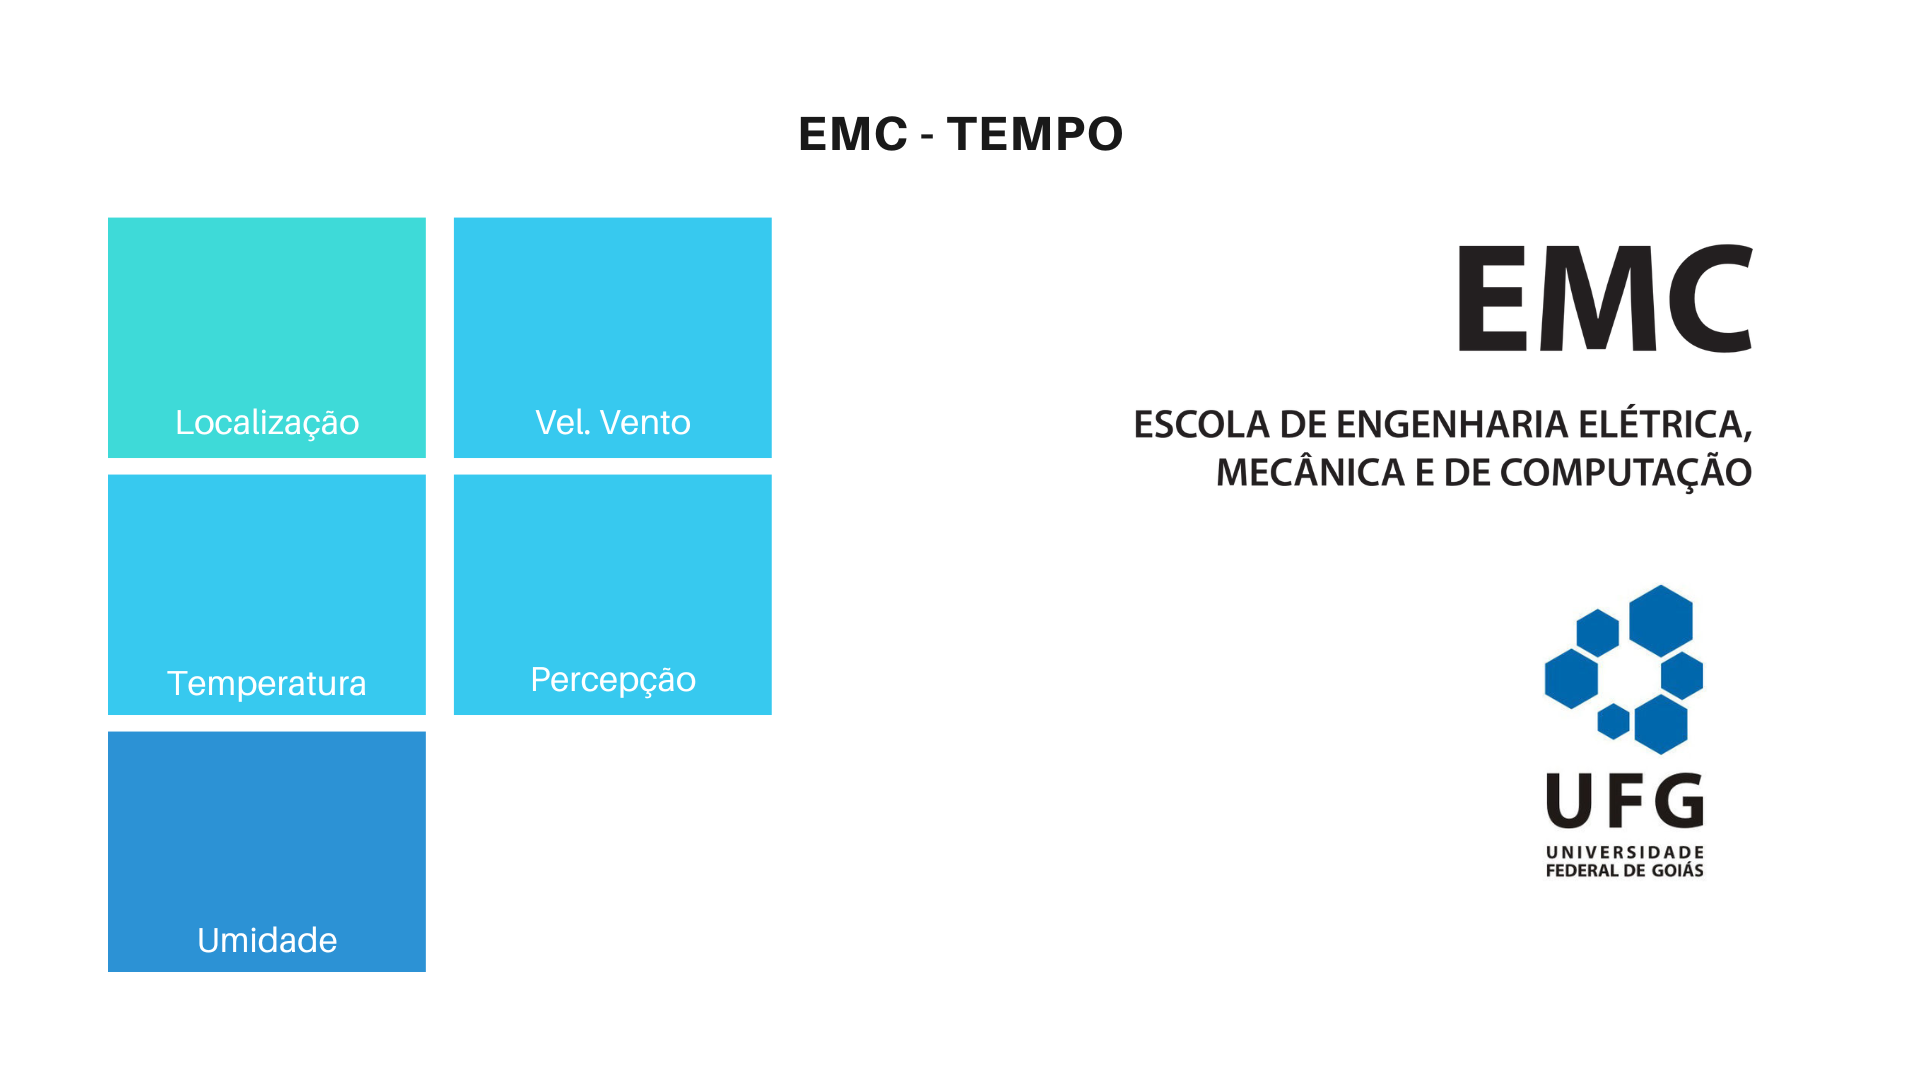 EMC - TEMPO
Localização
Vel. Vento
Temperatura
Percepção
Umidade
EMC
ESCOLA DE ENGENHARIA ELÉTRICA,
MECÂNICA E DE COMPUTAÇÃO
UFG
UNIVERSIDADE
FEDERAL DE GOIÁS